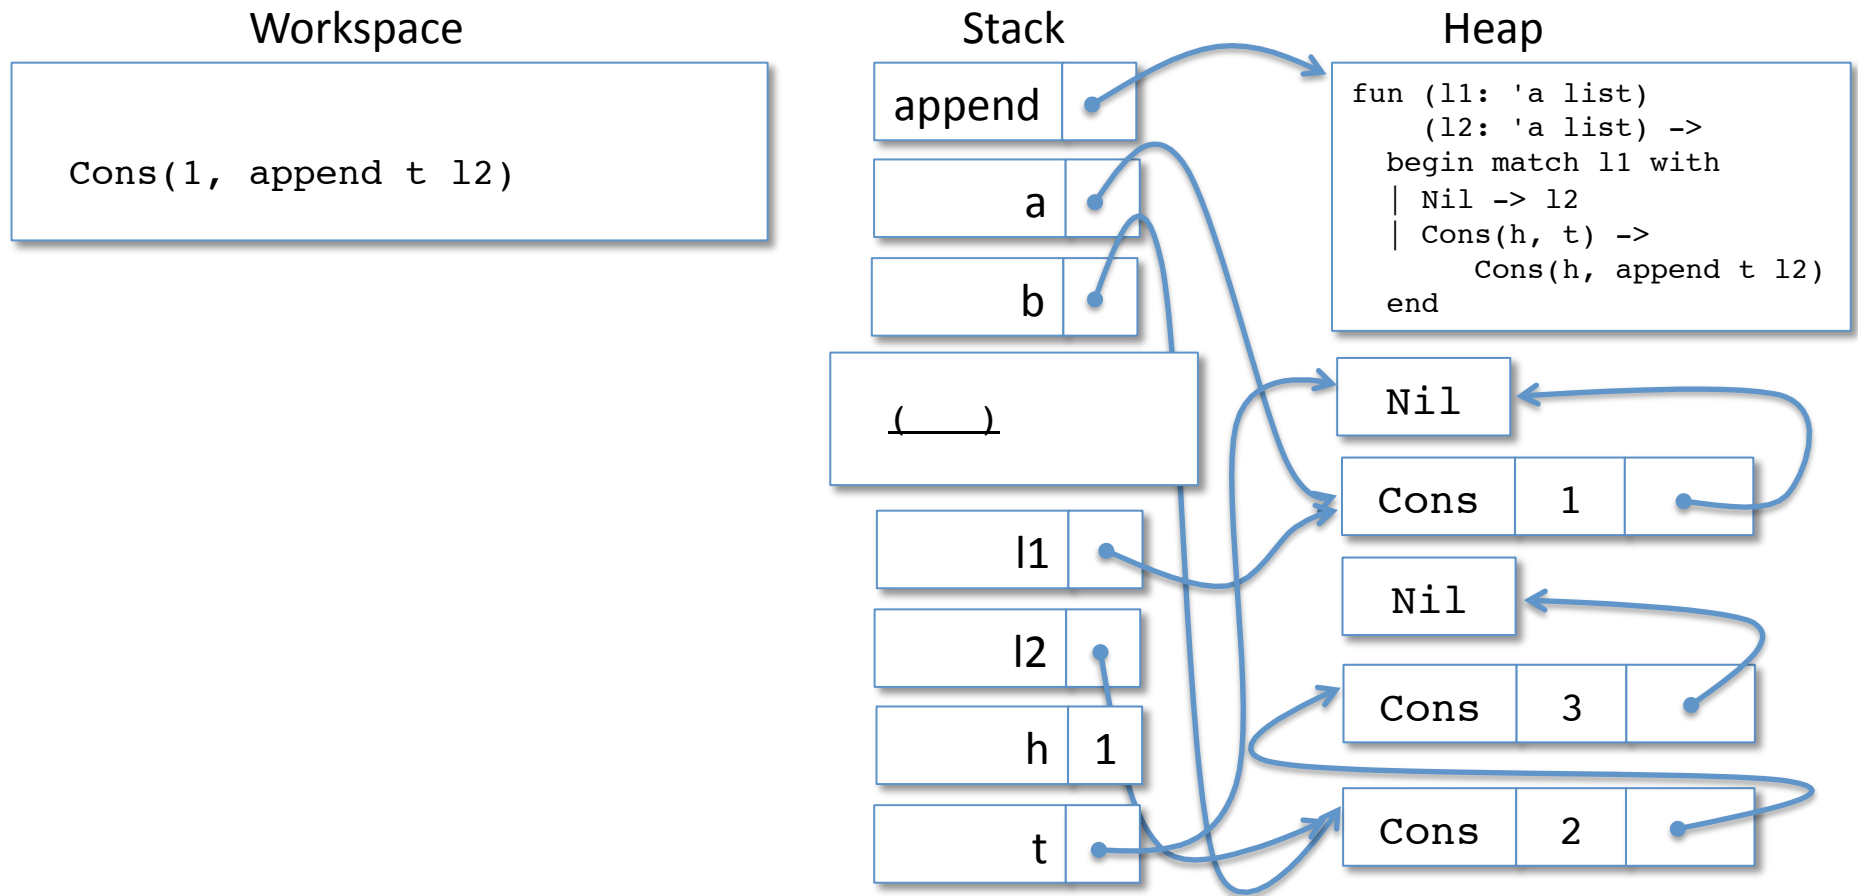 Workspace
Stack
Heap
Cons(1, append t l2)
append
a
b
(____)
l1
l2
h 1
t
fun (l1: 'a list)
(l2: 'a list) ->
begin match l1 with
| Nil -> l2
| Cons(h, t) ->
Cons(h, append t l2)
end
Nil
Cons 1
Nil
Cons 3
Cons 2